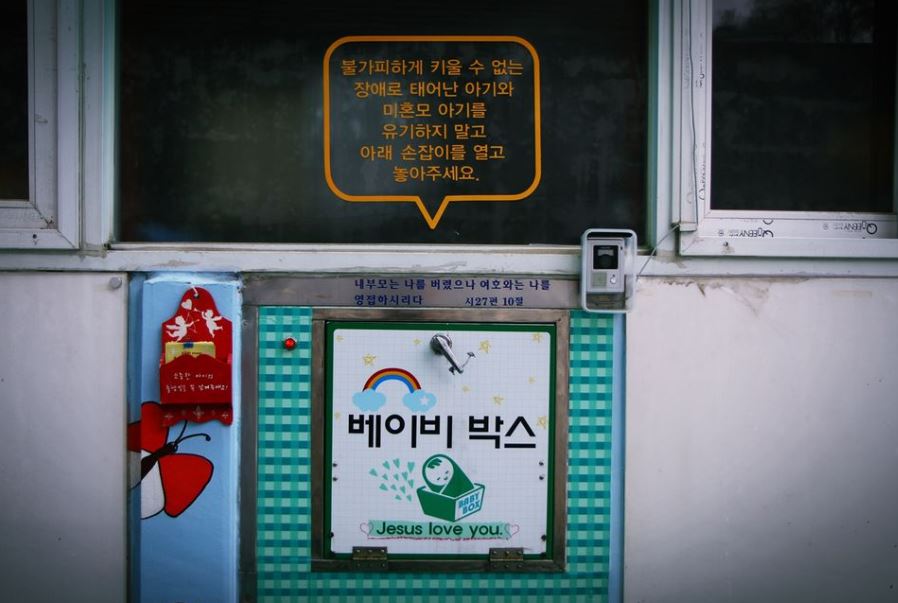 불가피하게 키울 수 없는
장애로 태어난 아기와
미혼모 아기를
유기하지 말고
아래 손잡이를 열고
놓아주세요.
내부모는 나를 버렸으나 여호와는 나를
영접하시리다 시27편 10절
베이비 박스
BABY
BOX
Jesus love you.